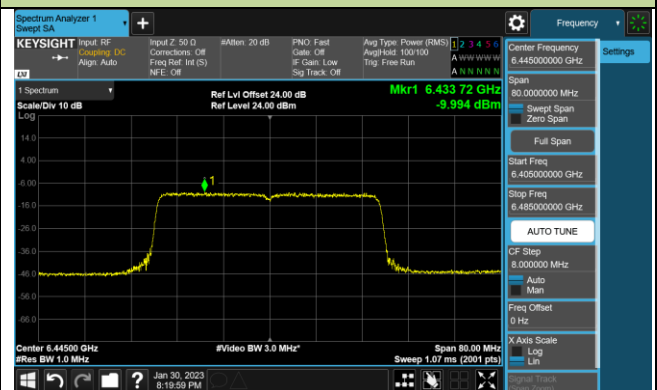 Spectrum Analyzer 1
Swept SA
+
Frequency
KEYSIGHT
Input: RF
Coupling: DC
Align: Auto
Input Z: 50 Ω
Corrections: Off
Freq Ref: Int (S)
NFE: Off
#Atten: 20 dB
PNO: Fast
Gate: Off
IF Gain: Low
Sig Track: Off
Avg Type: Power (RMS)
Avg|Hold: 100/100
Trig: Free Run
1 2 3 4 5 6
A W W W W W
A N N N N N
LXI
Center Frequency
6.445000000 GHz
Settings
Span
80.0000000 MHz
Swept Span
Zero Span
Full Span
Start Freq
6.405000000 GHz
Stop Freq
6.485000000 GHz
AUTO TUNE
CF Step
8.000000 MHz
Auto
Man
Freq Offset
0 Hz
X Axis Scale
Log
Lin
Signal Track
1 Spectrum
Scale/Div 10 dB
Log
Ref Lvl Offset 24.00 dB
Ref Level 24.00 dBm
Mkr1 6.433 72 GHz
-9.994 dBm
14.0
4.00
-6.00
1
-16.0
-26.0
-36.0
-46.0
-56.0
-66.0
Center 6.44500 GHz
#Res BW 1.0 MHz
#Video BW 3.0 MHz*
Span 80.00 MHz
Sweep 1.07 ms (2001 pts)
?
Jan 30, 2023
8:19:59 PM